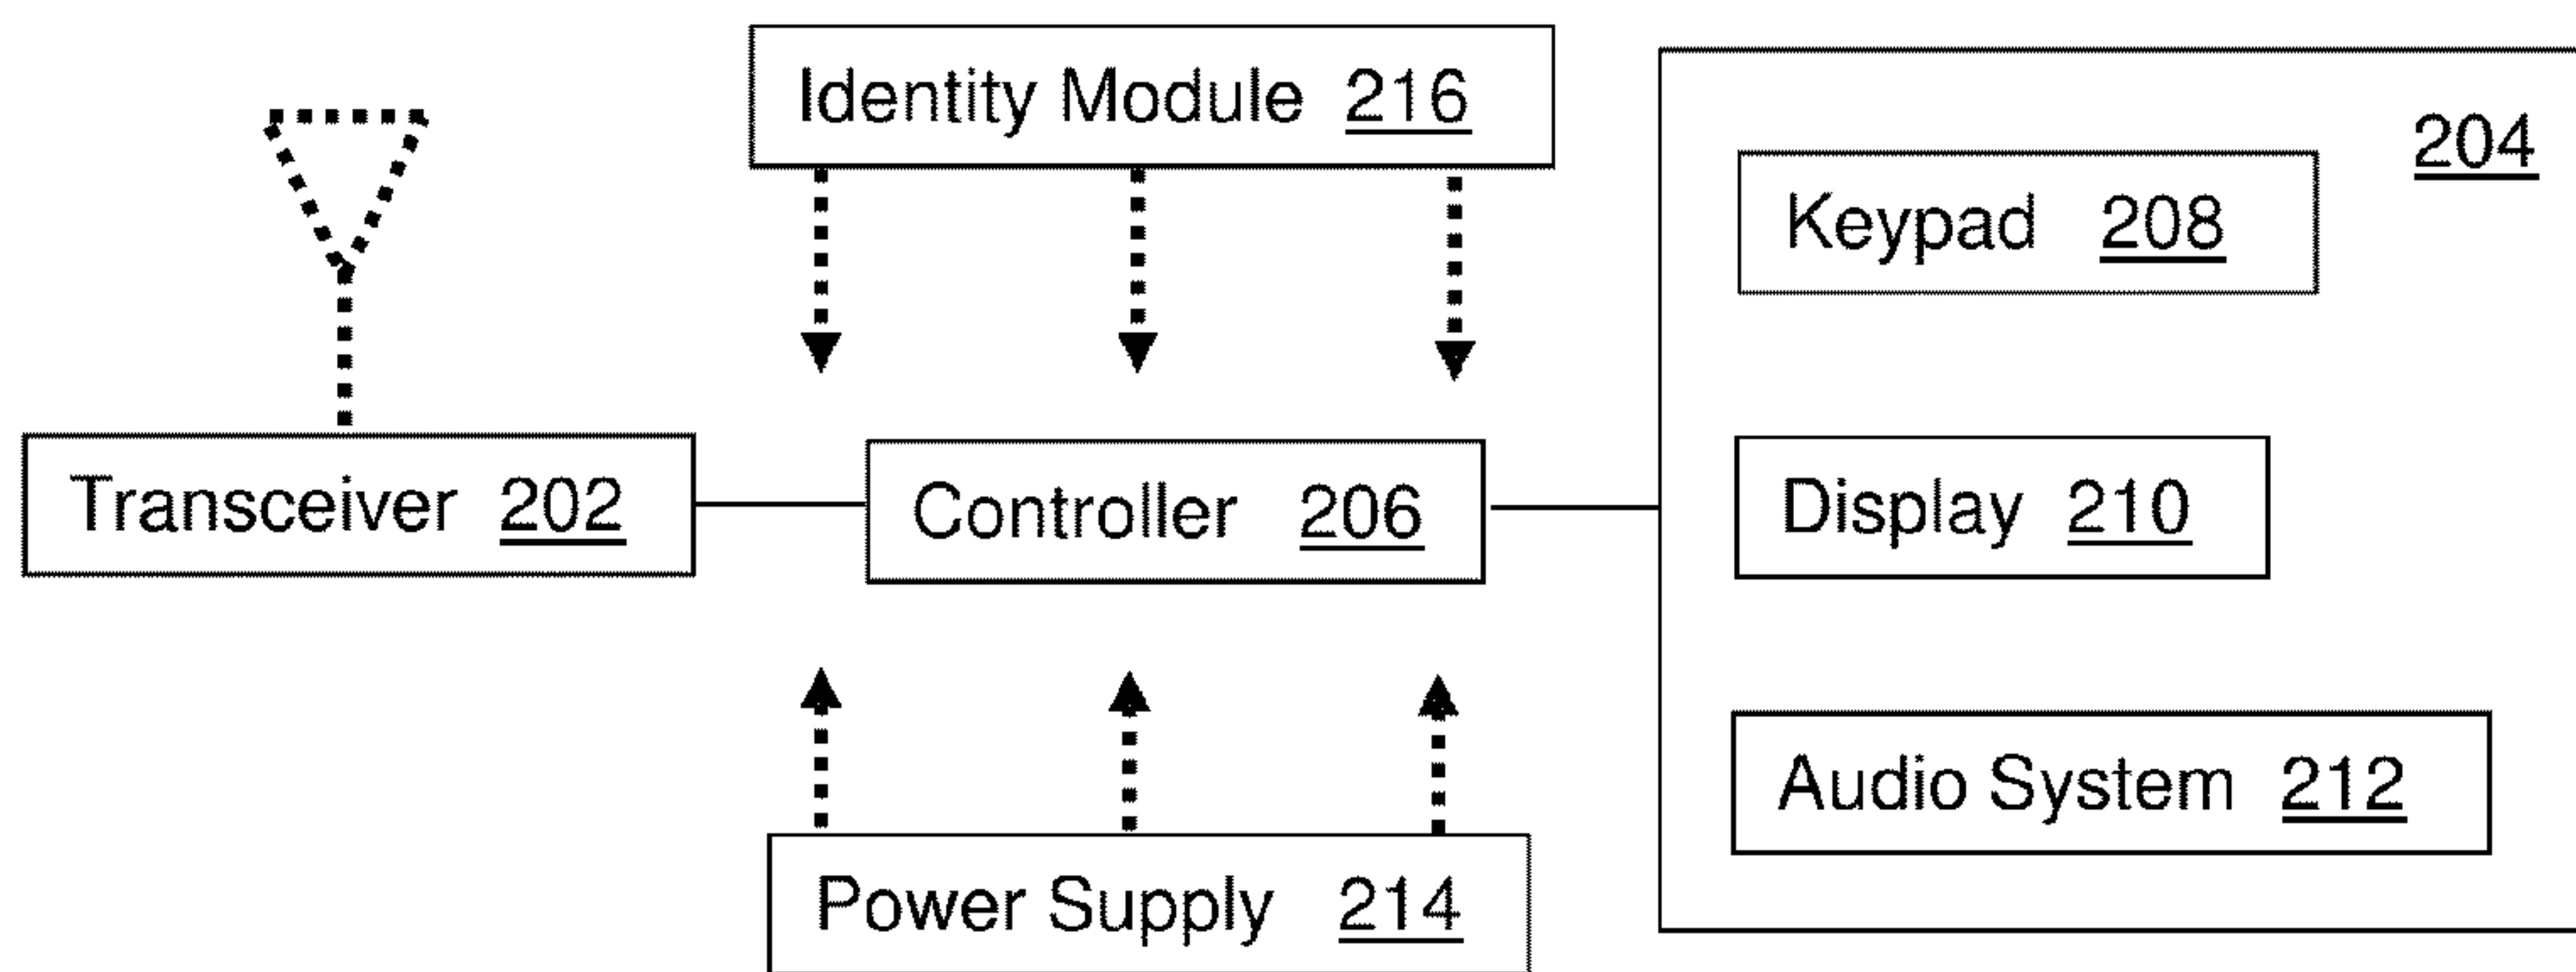 Identity Module 216
204
Keypad 208
Transceiver 202
Controller 206
Display 210
Audio System 212
Power Supply 214